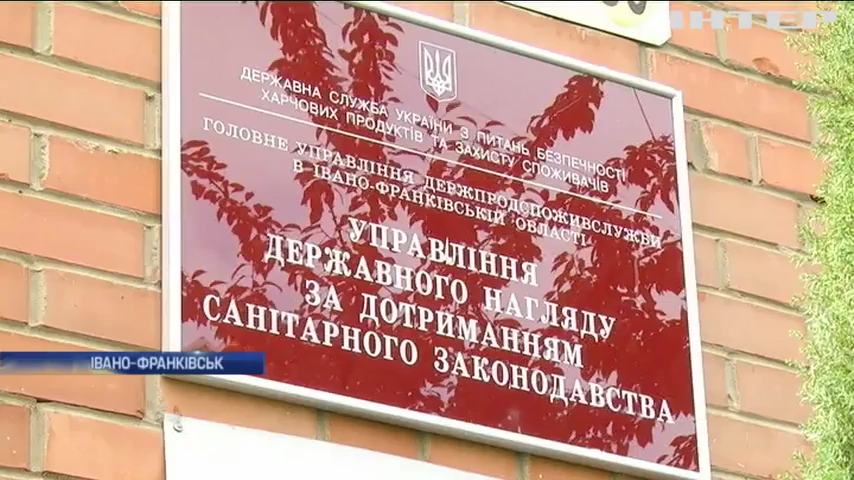 ІНТЕР
ДЕРЖАВНА СЛУЖБА УКРАЇНИ З ПИТАНЬ БЕЗПЕЧНОСТІ
ХАРЧОВИХ ПРОДУКТІВ ТА ЗАХИСТУ СПОЖИВАЧІВ
ГОЛОВНЕ УПРАВЛІННЯ ДЕРЖПРОДСПОЖИВСЛУЖБИ
В ІВАНО-ФРАНКІВСЬКІЙ ОБЛАСТІ
УПРАВЛІННЯ
ДЕРЖАВНОГО НАГЛЯДУ
ЗА ДОТРИМАННЯМ
САНІТАРНОГО ЗАКОНОДАВСТВА
ІВАНО-ФРАНКІВСЬК